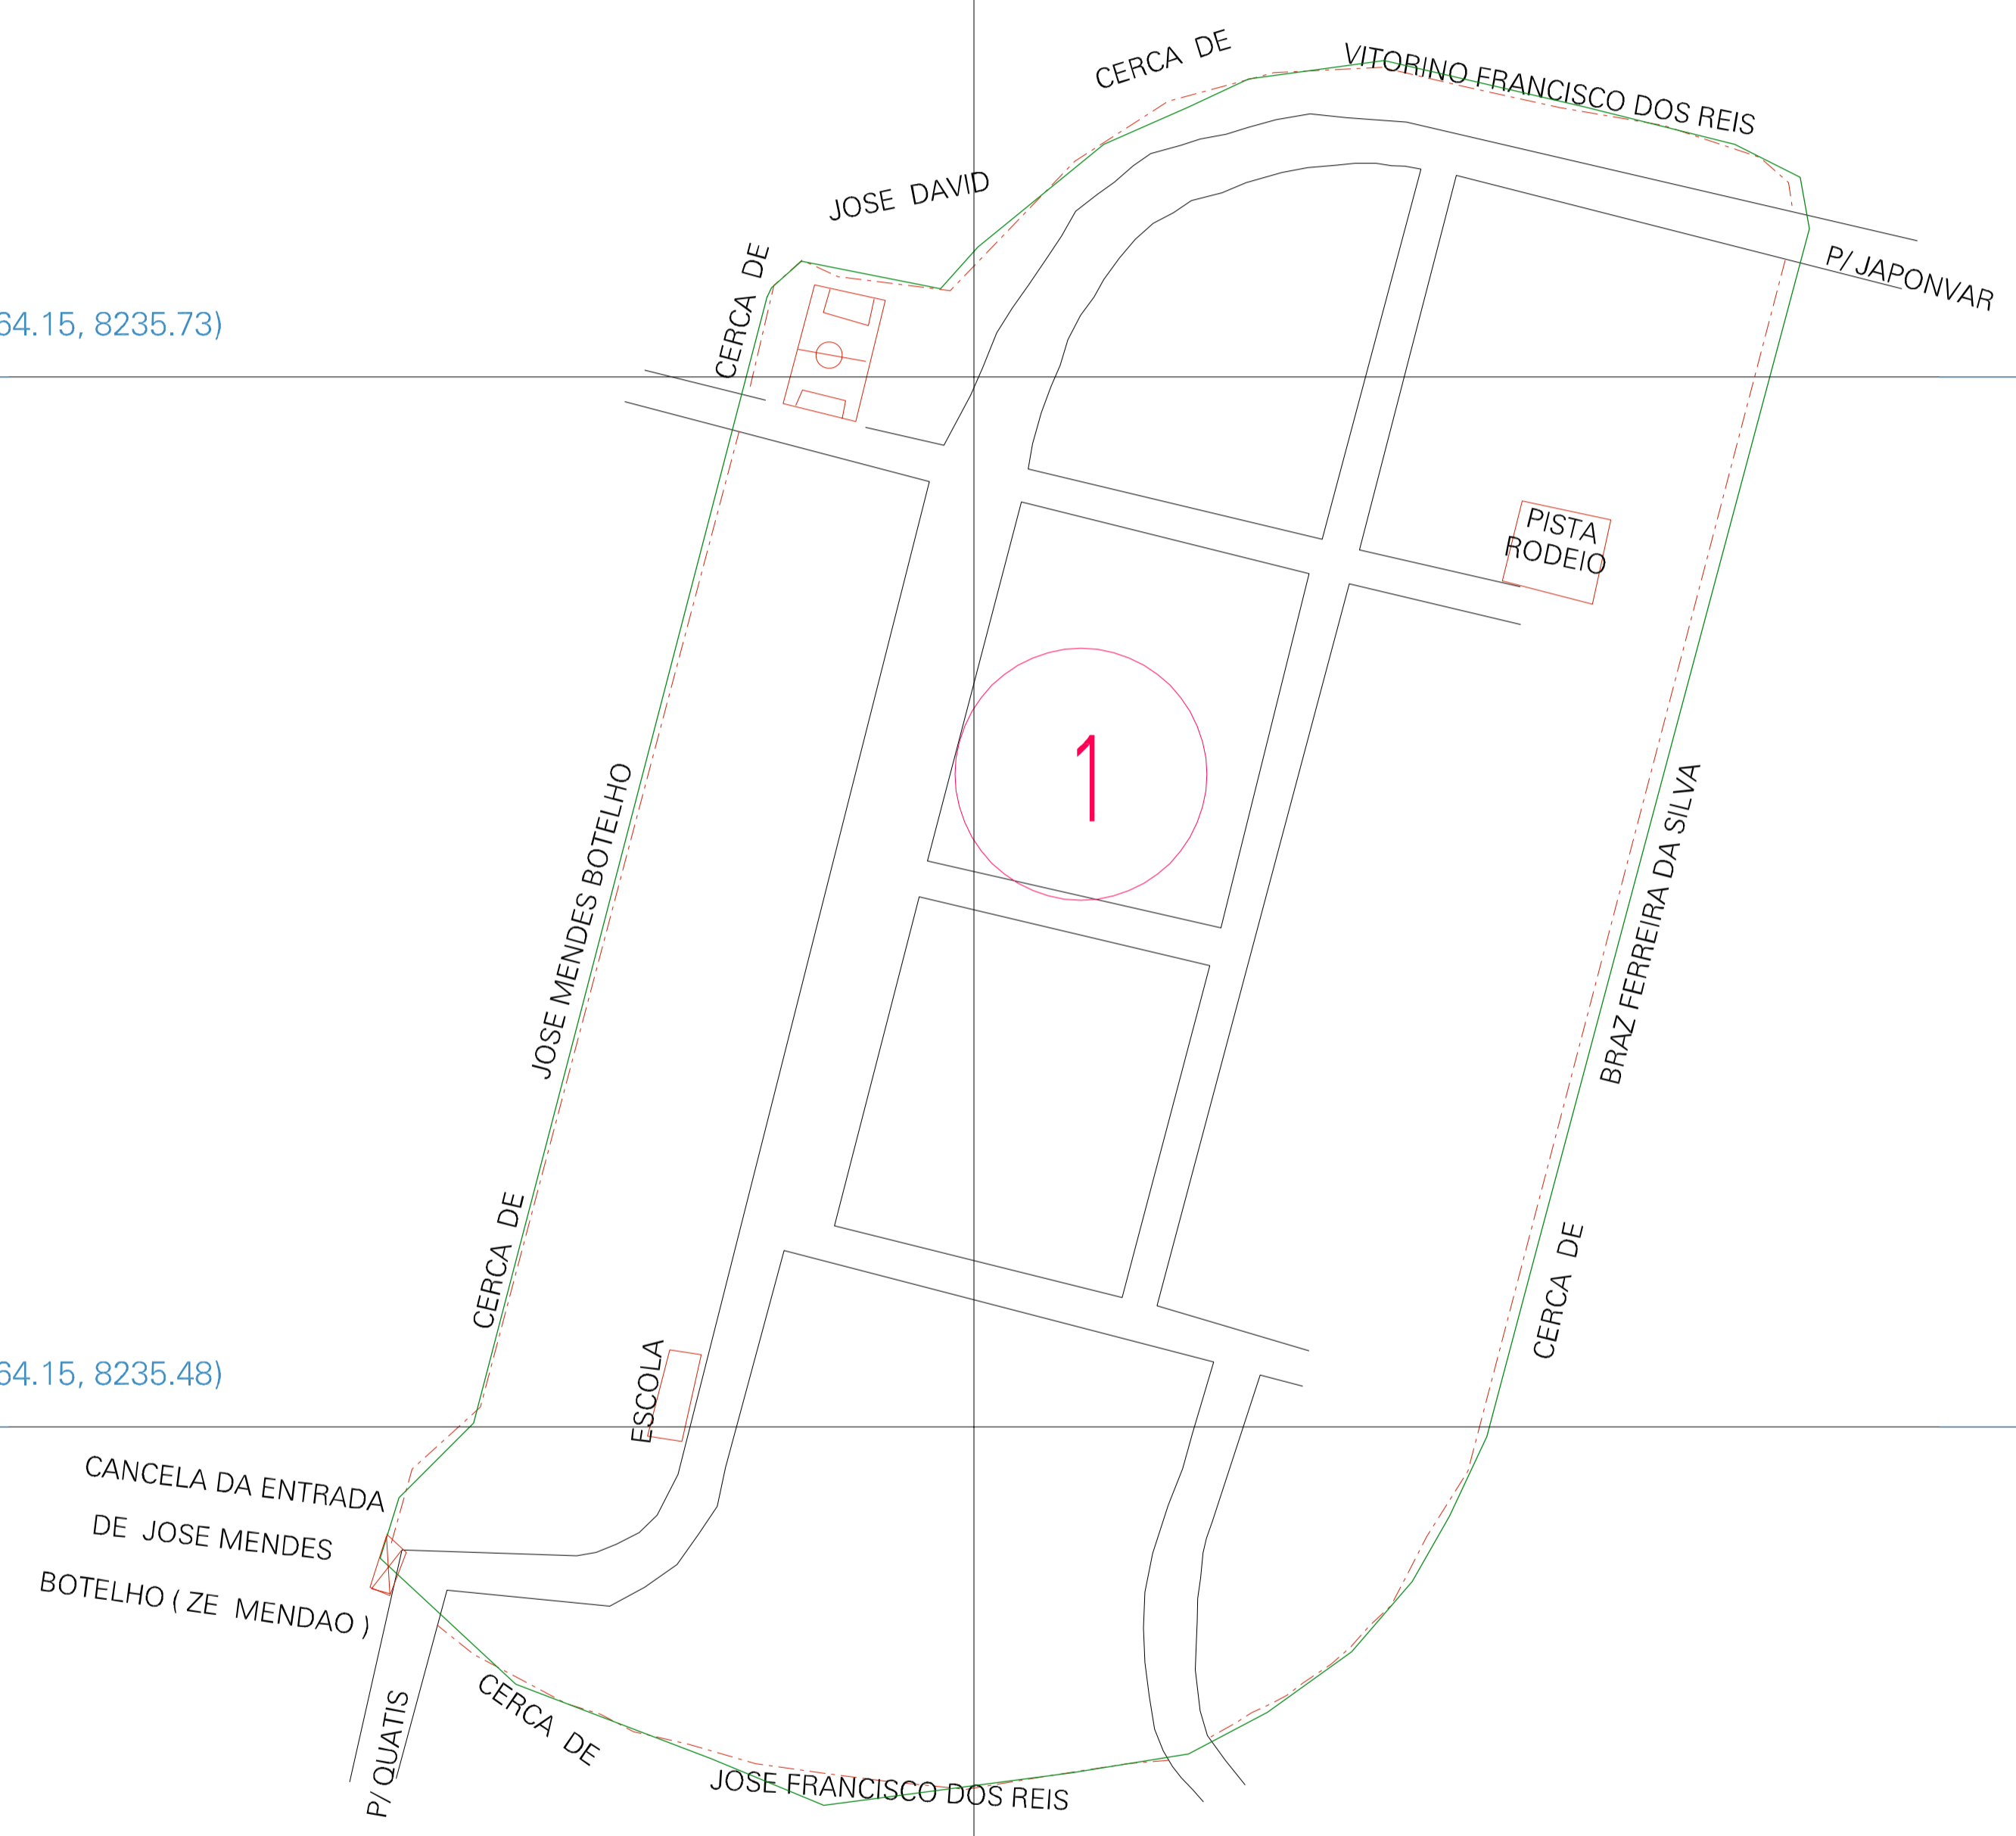 CERCA DE
VITORINO FRANCISCO DOS REIS
JOSE DAVID
CERCA DE
P/ JAPONVAR
64.15, 8235.73)
PISTA
RODEIO
1
JOSE MENDES BOTELHO
BRAZ FERREIRA DA SILVA
CERCA DE
CERCA DE
ESCOLA
64.15, 8235.48)
CANCELA DA ENTRADA
DE JOSE MENDES
BOTELHO ( ZE MENDAO )
P/ QUATIS
CERCA DE
JOSE FRANCISCO DOS REIS